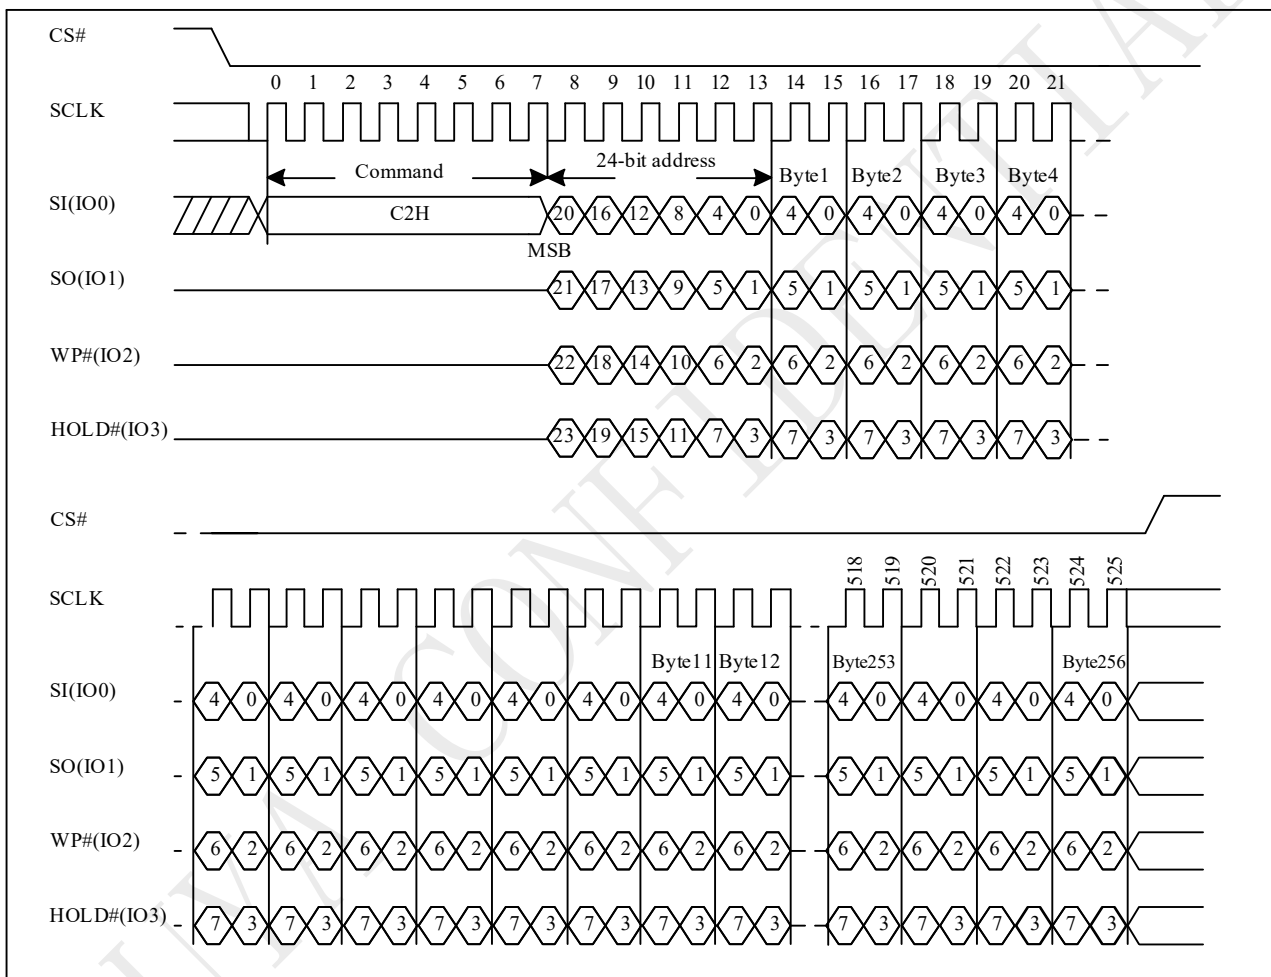 CS#
0 1 2 3 4 5 6 7 8 9 10 11 12 13 14 15 16 17 18 19 20 21
SCLK
Command 24-bit address Byte1 Byte2 Byte3 Byte4
SI(IO0) C2H 20 16 12 8 4 0 4 0 4 0 4 0 4 0
MSB
SO(IO1) 21 17 13 9 5 1 5 1 5 1 5 1 5 1
WP#(IO2) 22 18 14 10 6 2 6 2 6 2 6 2 6 2
HOLD#(IO3) 23 19 15 11 7 3 7 3 7 3 7 3 7 3
CS#
518 519 520 521 522 523 524 525
SCLK
Byte11 Byte12 Byte253 Byte256
SI(IO0) 4 0 4 0 4 0 4 0 4 0 4 0 4 0 4 0 4 0 4 0 4 0 4 0
SO(IO1) 5 1 5 1 5 1 5 1 5 1 5 1 5 1 5 1 5 1 5 1 5 1 5 1
WP#(IO2) 6 2 6 2 6 2 6 2 6 2 6 2 6 2 6 2 6 2 6 2 6 2 6 2
HOLD#(IO3) 7 3 7 3 7 3 7 3 7 3 7 3 7 3 7 3 7 3 7 3 7 3 7 3